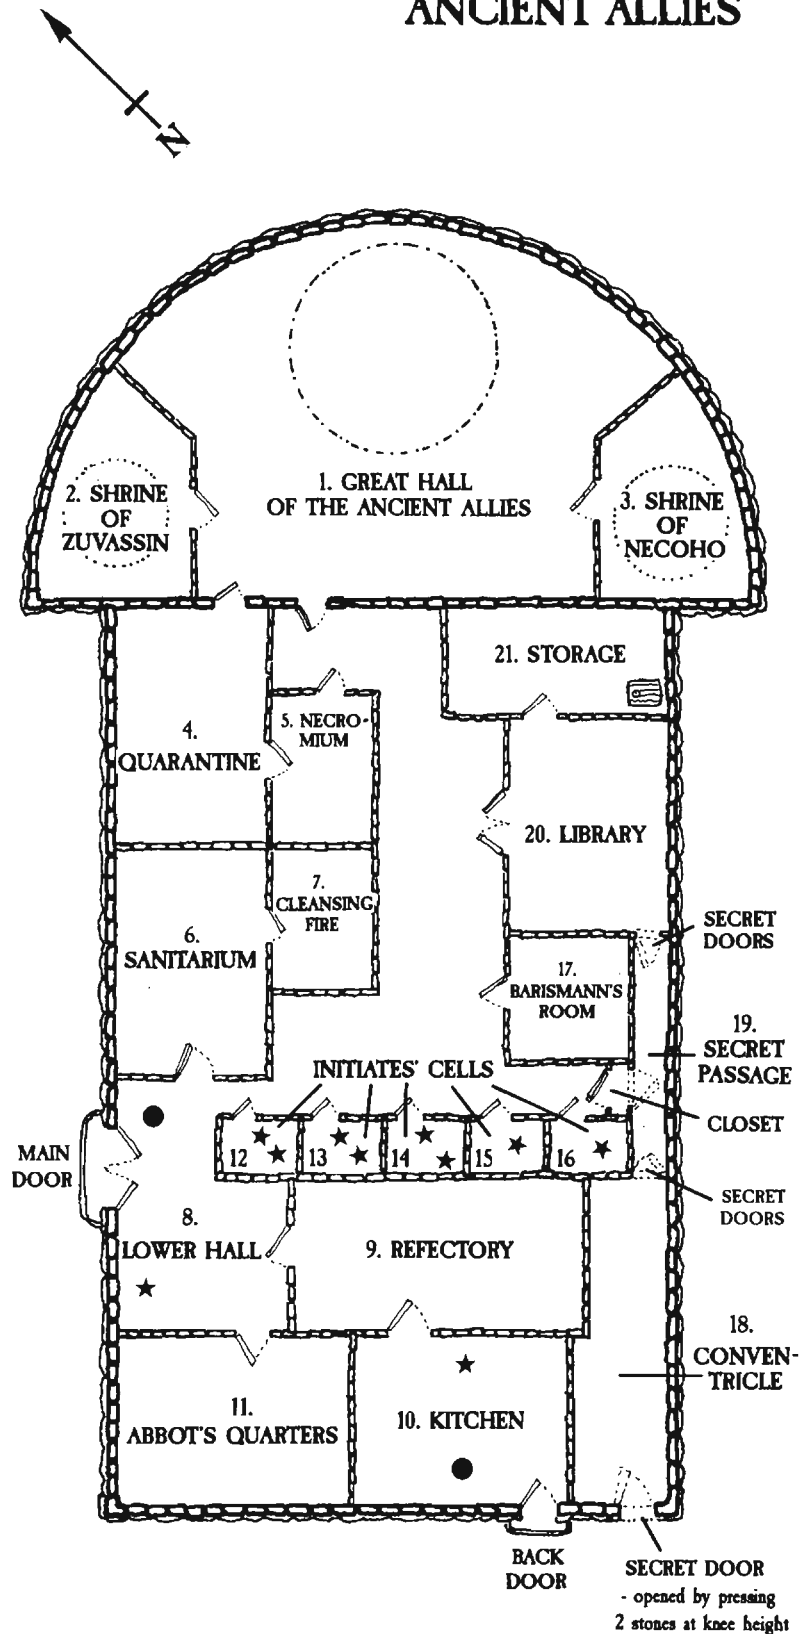 ANCIENT ALLIES
N
1. GREAT HALL
OF THE ANCIENT ALLIES
2. SHRINE
OF
ZUVASSIN
3. SHRINE
OF
NECOHO
21. STORAGE
4.
QUARANTINE
5. NECRO-
MIUM
20. LIBRARY
7.
CLEANSING
FIRE
6.
SANITARIUM
SECRET
DOORS
17.
BARISMANN'S
ROOM
19.
SECRET
PASSAGE
INITIATES' CELLS
CLOSET
MAIN
DOOR
12
13
14
15
16
SECRET
DOORS
8.
LOWER HALL
9. REFECTORY
18.
CONVEN-
TRICLE
11.
ABBOT'S QUARTERS
10. KITCHEN
BACK
DOOR
SECRET DOOR
- opened by pressing
2 stones at knee height